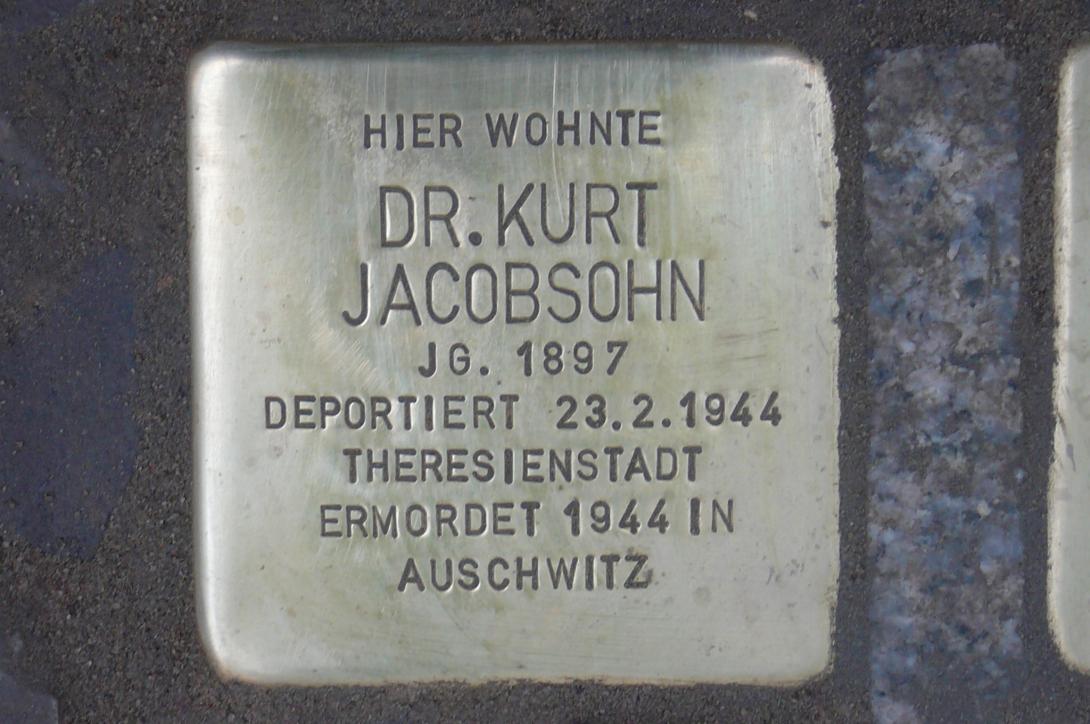 HIER WOHNTE
DR. KURT
JACOBSOHN
JG. 1897
DEPORTIERT 23.2.1944
THERESIENSTADT
ERMORDET 1944 IN
AUSCHWITZ